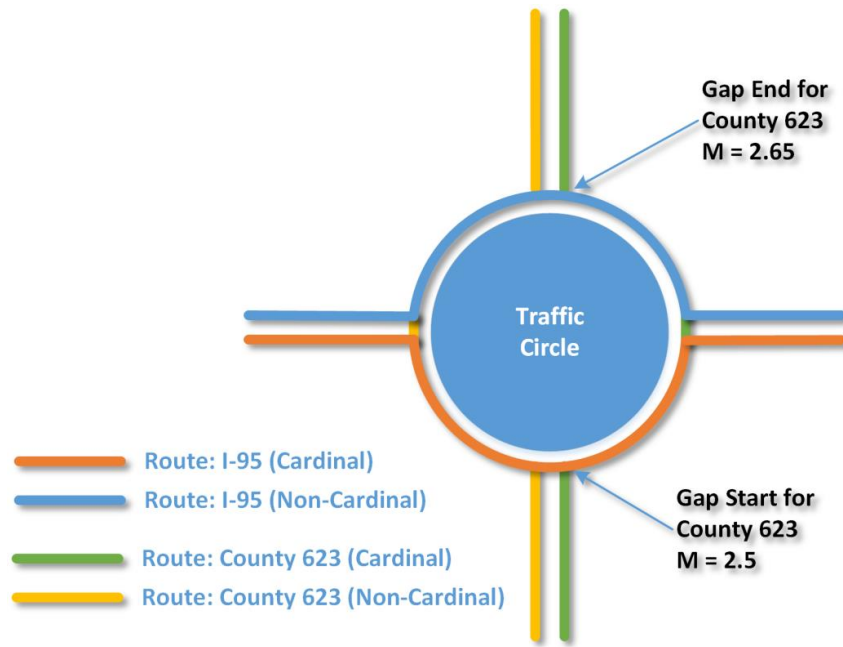 Gap End for
County 623
M = 2.65
Traffic
Circle
Route: I-95 (Cardinal)
Route: I-95 (Non-Cardinal)
Route: County 623 (Cardinal)
Route: County 623 (Non-Cardinal)
Gap Start for
County 623
M = 2.5